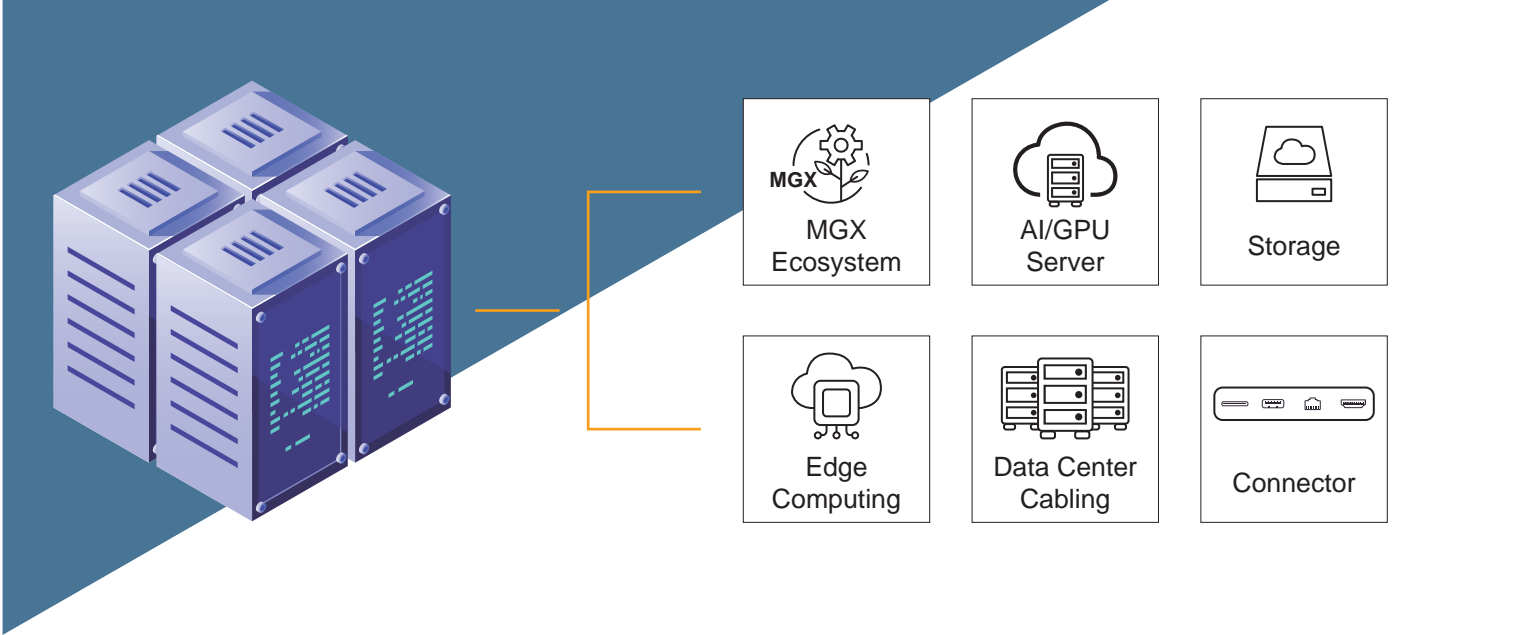 MGX
MGX
Ecosystem
AI/GPU
Server
Storage
Edge
Computing
Data Center
Cabling
Connector